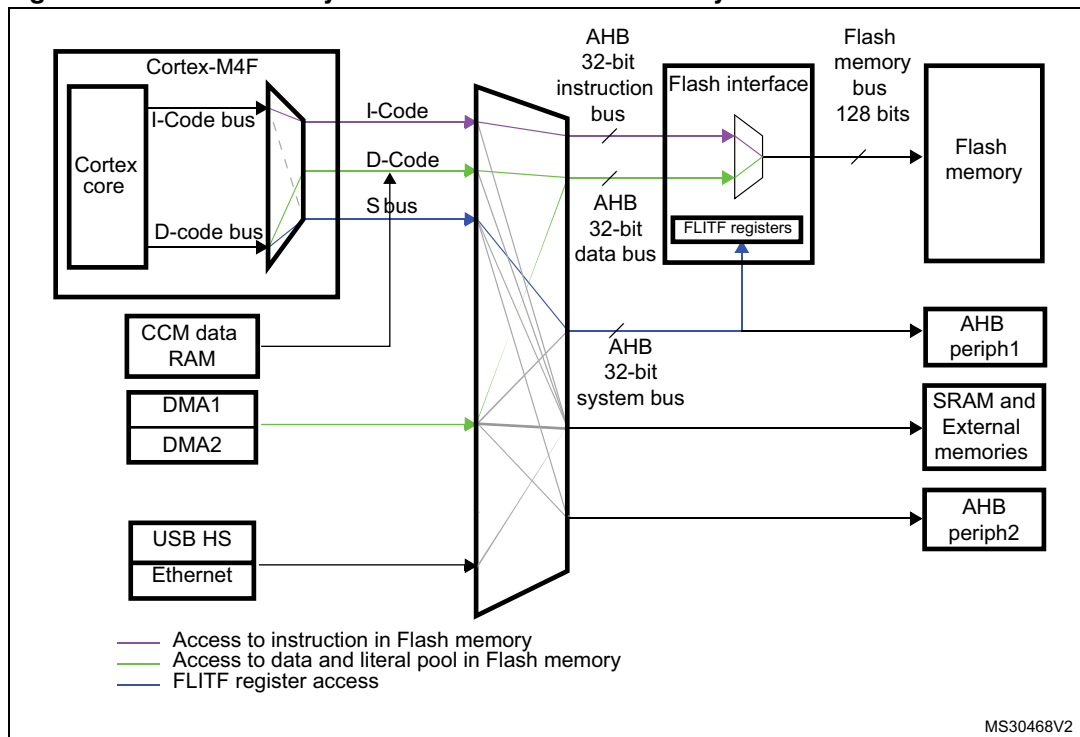 Cortex-M4F
I-Code bus
Cortex
core
D-code bus
I-Code
D-Code
S bus
AHB
32-bit
instruction
bus
Flash interface
Flash
memory
bus
128 bits
Flash
memory
AHB
32-bit
data bus
FLITF registers
CCM data
RAM
AHB
32-bit
system bus
AHB
periph1
DMA1
DMA2
SRAM and
External
memories
USB HS
Ethernet
AHB
periph2
Access to instruction in Flash memory
Access to data and literal pool in Flash memory
FLITF register access
MS30468V2